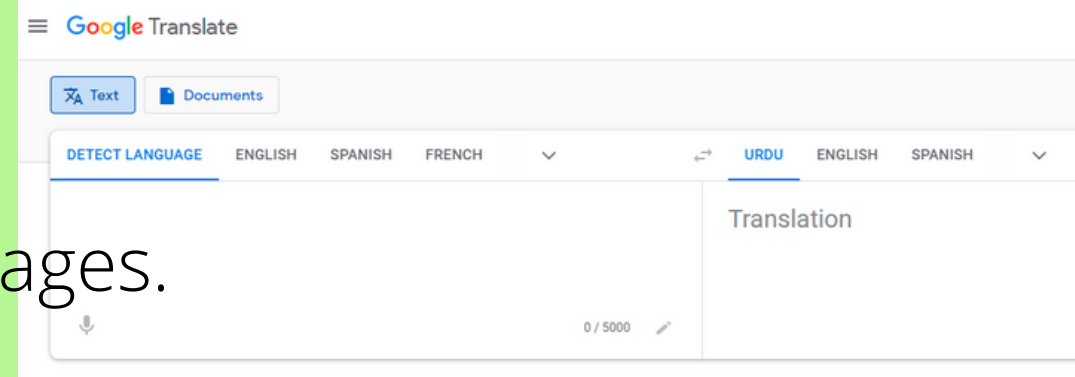 Google Translate
Text Documents
DETECT LANGUAGE ENGLISH SPANISH FRENCH URDU ENGLISH SPANISH
Translation
ages.
0 / 5000